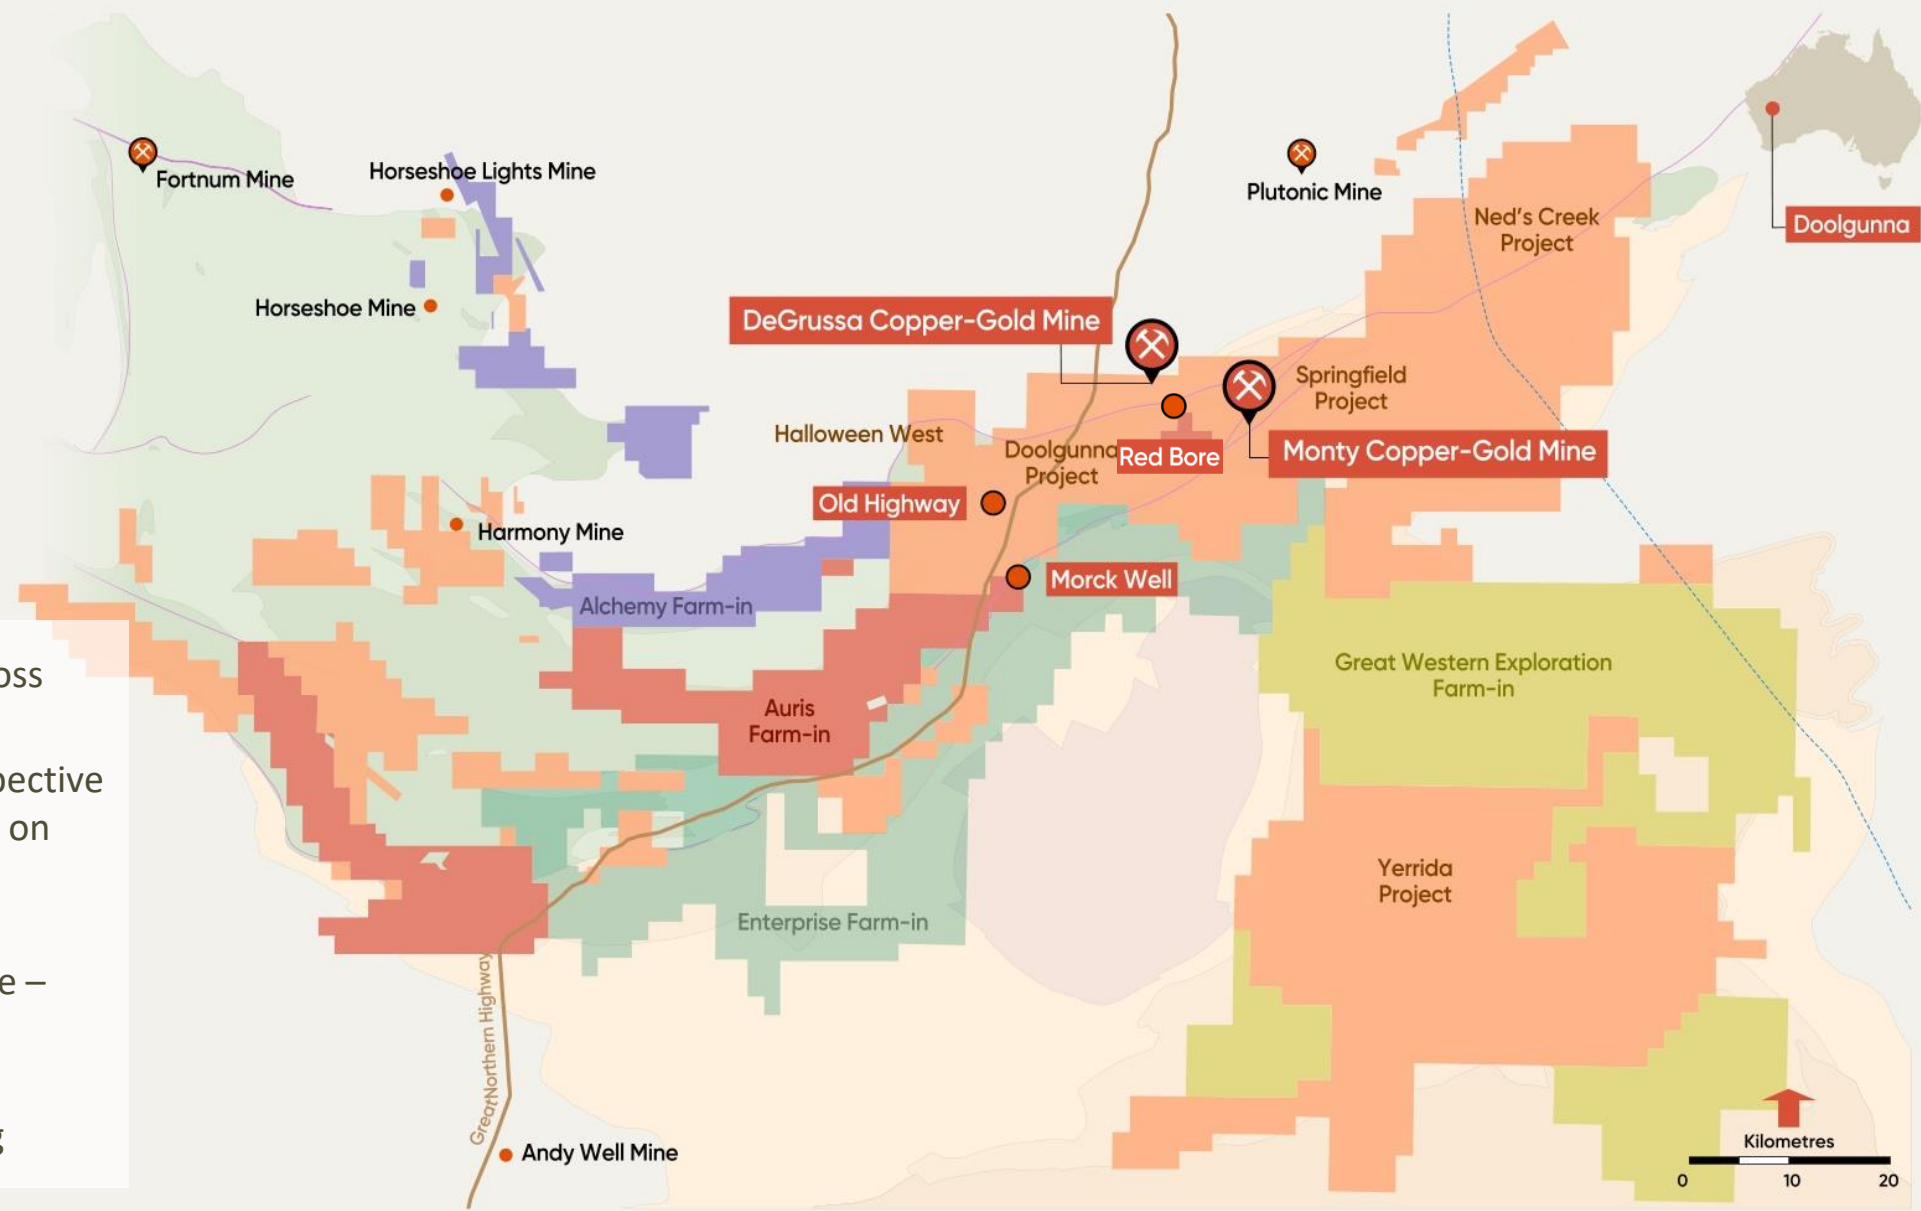 Fortnum Mine
Horseshoe Lights Mine
Plutonic Mine
Ned's Creek
Project
Doolgunna
Horseshoe Mine
DeGrussa Copper-Gold Mine
Springfield
Project
Halloween West
Doolgunna
Project
Red Bore
Monty Copper-Gold Mine
Old Highway
Harmony Mine
Morck Well
Alchemy Farm-in
Great Western Exploration
Farm-in
Auris
Farm-in
Yerrida
Project
Enterprise Farm-in
Great Northern Highway
Andy Well Mine
Kilometres
0 10 20
oss
pective
on
e –
g